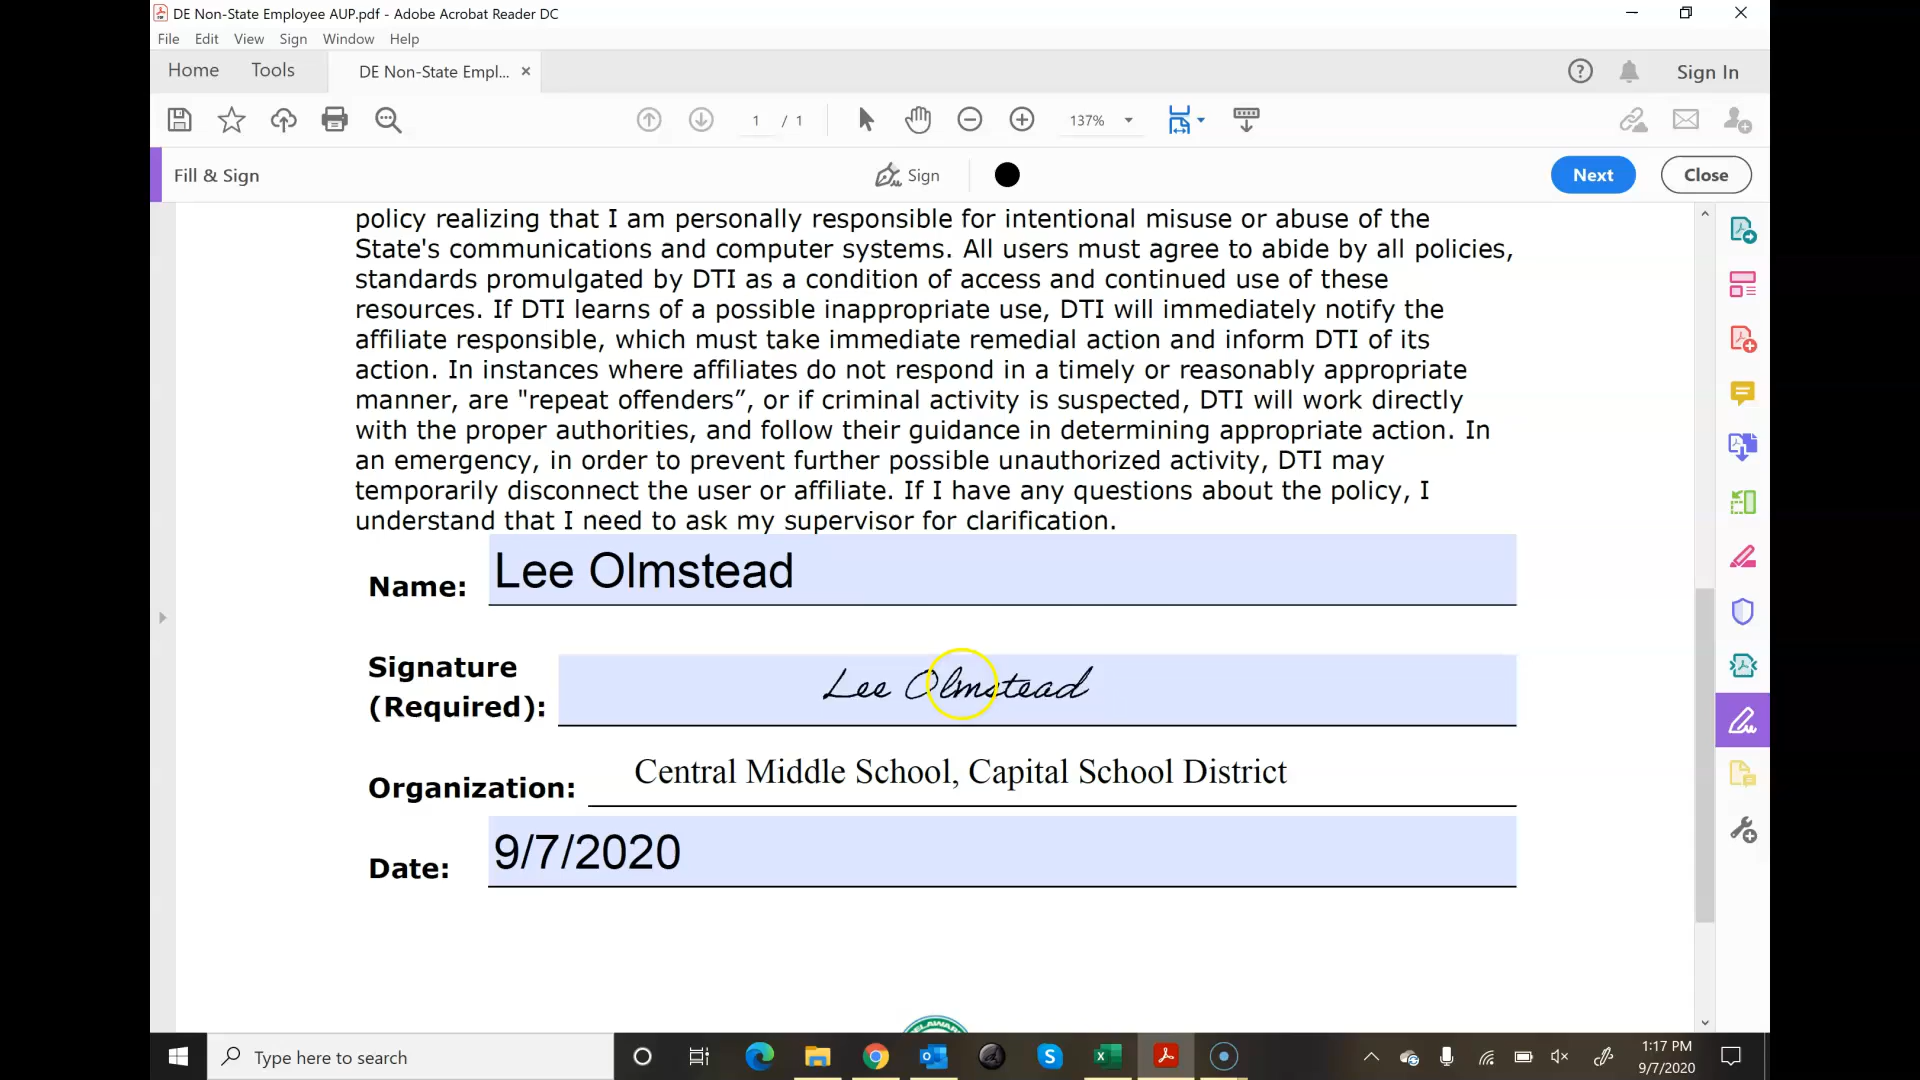 DE Non-State Employee AUP.pdf - Adobe Acrobat Reader DC
File Edit View Sign Window Help
Home Tools DE Non-State Empl... × Sign In
1 / 1 137%
Fill & Sign Sign Next Close
policy realizing that I am personally responsible for intentional misuse or abuse of the
State's communications and computer systems. All users must agree to abide by all policies,
standards promulgated by DTI as a condition of access and continued use of these
resources. If DTI learns of a possible inappropriate use, DTI will immediately notify the
affiliate responsible, which must take immediate remedial action and inform DTI of its
action. In instances where affiliates do not respond in a timely or reasonably appropriate
manner, are "repeat offenders”, or if criminal activity is suspected, DTI will work directly
with the proper authorities, and follow their guidance in determining appropriate action. In
an emergency, in order to prevent further possible unauthorized activity, DTI may
temporarily disconnect the user or affiliate. If I have any questions about the policy, I
understand that I need to ask my supervisor for clarification.
Name: Lee Olmstead
Signature
(Required): Lee Olmstead
Organization: Central Middle School, Capital School District
Date: 9/7/2020
DELAWARE
Type here to search
1:17 PM
9/7/2020